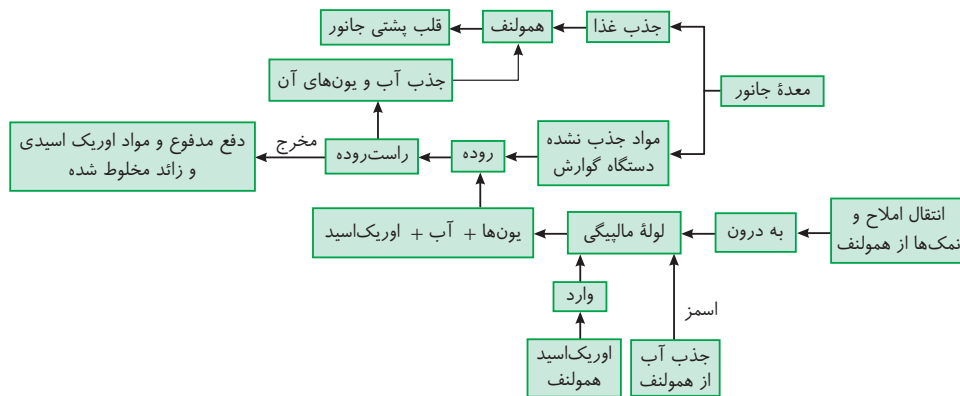 معدهٔ جانور
جذب غذا
همولنف
قلب پشتی جانور
جذب آب و یون‌های آن
مواد جذب نشده
دستگاه گوارش
روده
راست‌روده
مخرج
دفع مدفوع و مواد اوریک اسیدی
و زائد مخلوط شده
انتقال املاح و
نمک‌ها از همولنف
به درون
لولهٔ مالپیگی
یون‌ها + آب + اوریک‌اسید
وارد
اسمز
اوریک‌اسید
همولنف
جذب آب
از همولنف